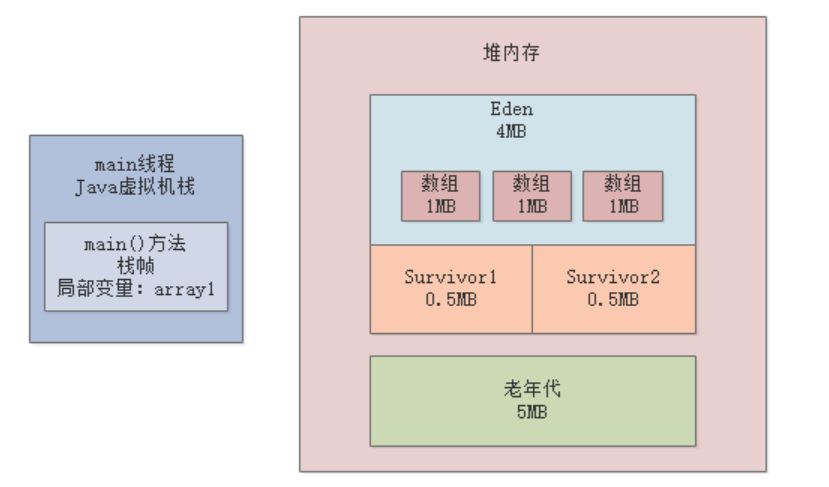 main线程
Java虚拟机栈
main()方法
栈帧
局部变量: array1
堆内存
Eden
4MB
数组
1MB
数组
1MB
数组
1MB
Survivor1
0.5MB
Survivor2
0.5MB
老年代
5MB